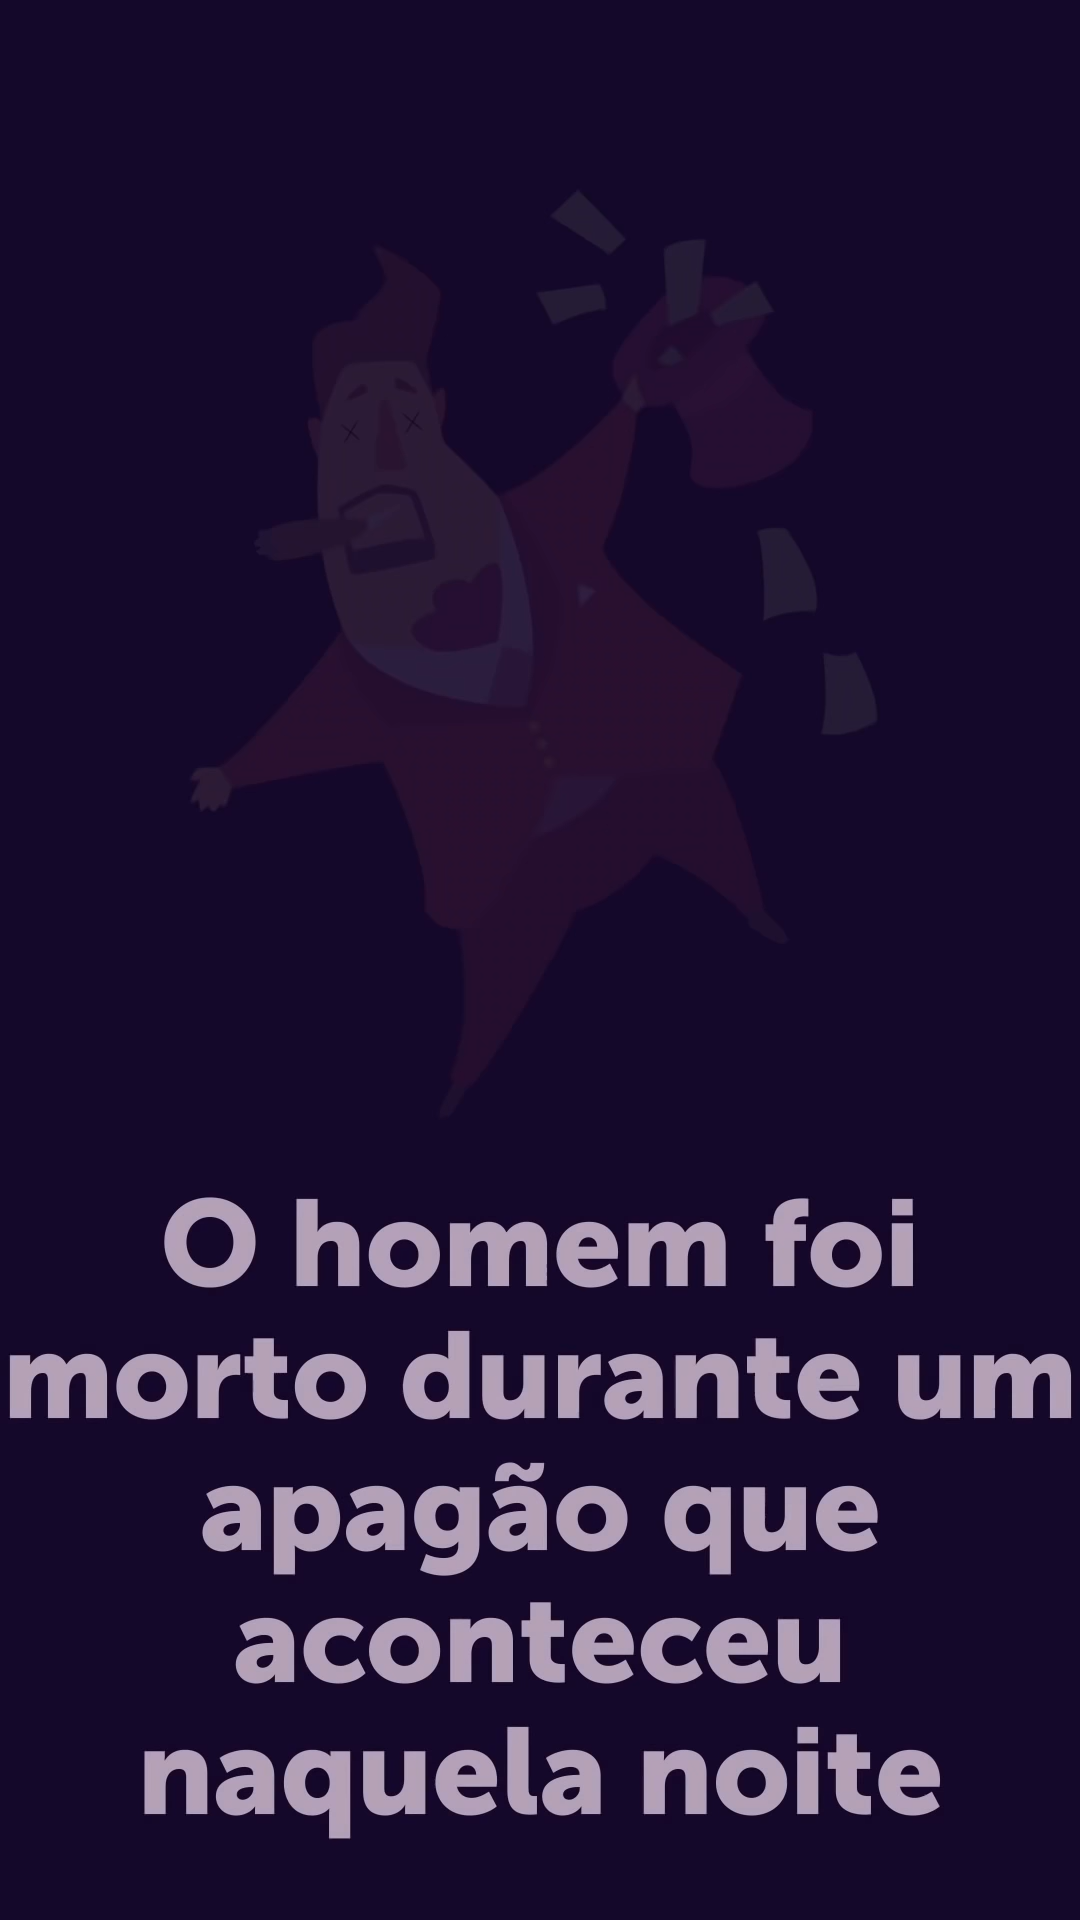 O homem foi
morto durante um
apagão que
aconteceu
naquela noite